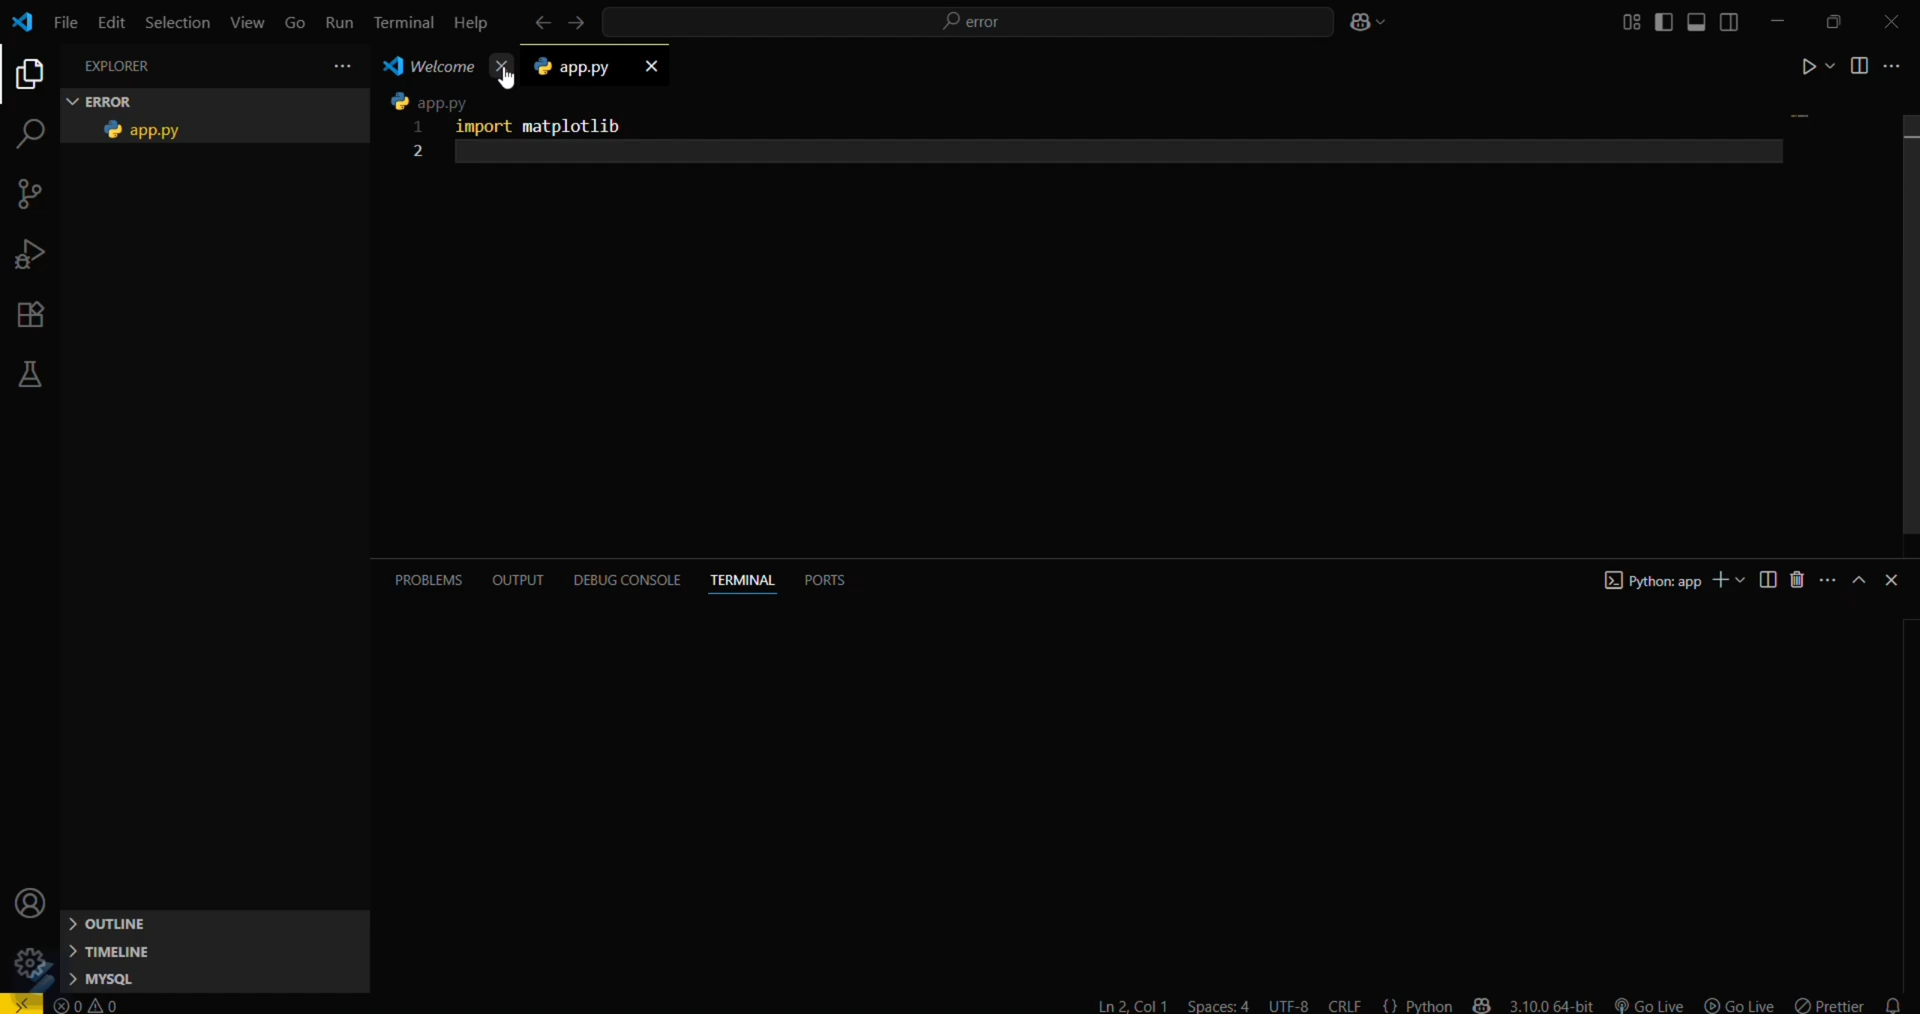 File Edit Selection View Go Run Terminal Help
error
EXPLORER
ERROR
app.py
Welcome
app.py
app.py
1 import matplotlib
2
PROBLEMS OUTPUT DEBUG CONSOLE TERMINAL PORTS
Python: app
OUTLINE
TIMELINE
MYSQL
0 0
Ln 2, Col 1 Spaces: 4 UTF-8 CRLF {} Python 3.10.0 64-bit Go Live Go Live Prettier